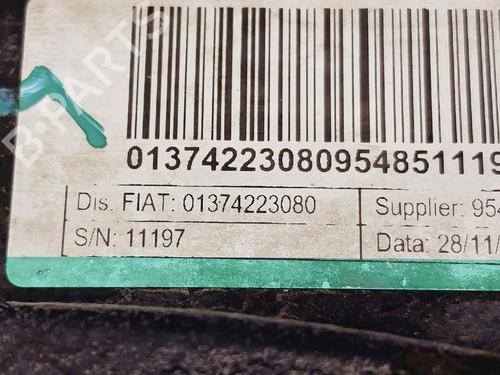 01374223080954851119
Dis. FIAT: 01374223080
Supplier: 954
S/N: 11197
Data: 28/11/
B-PARTS